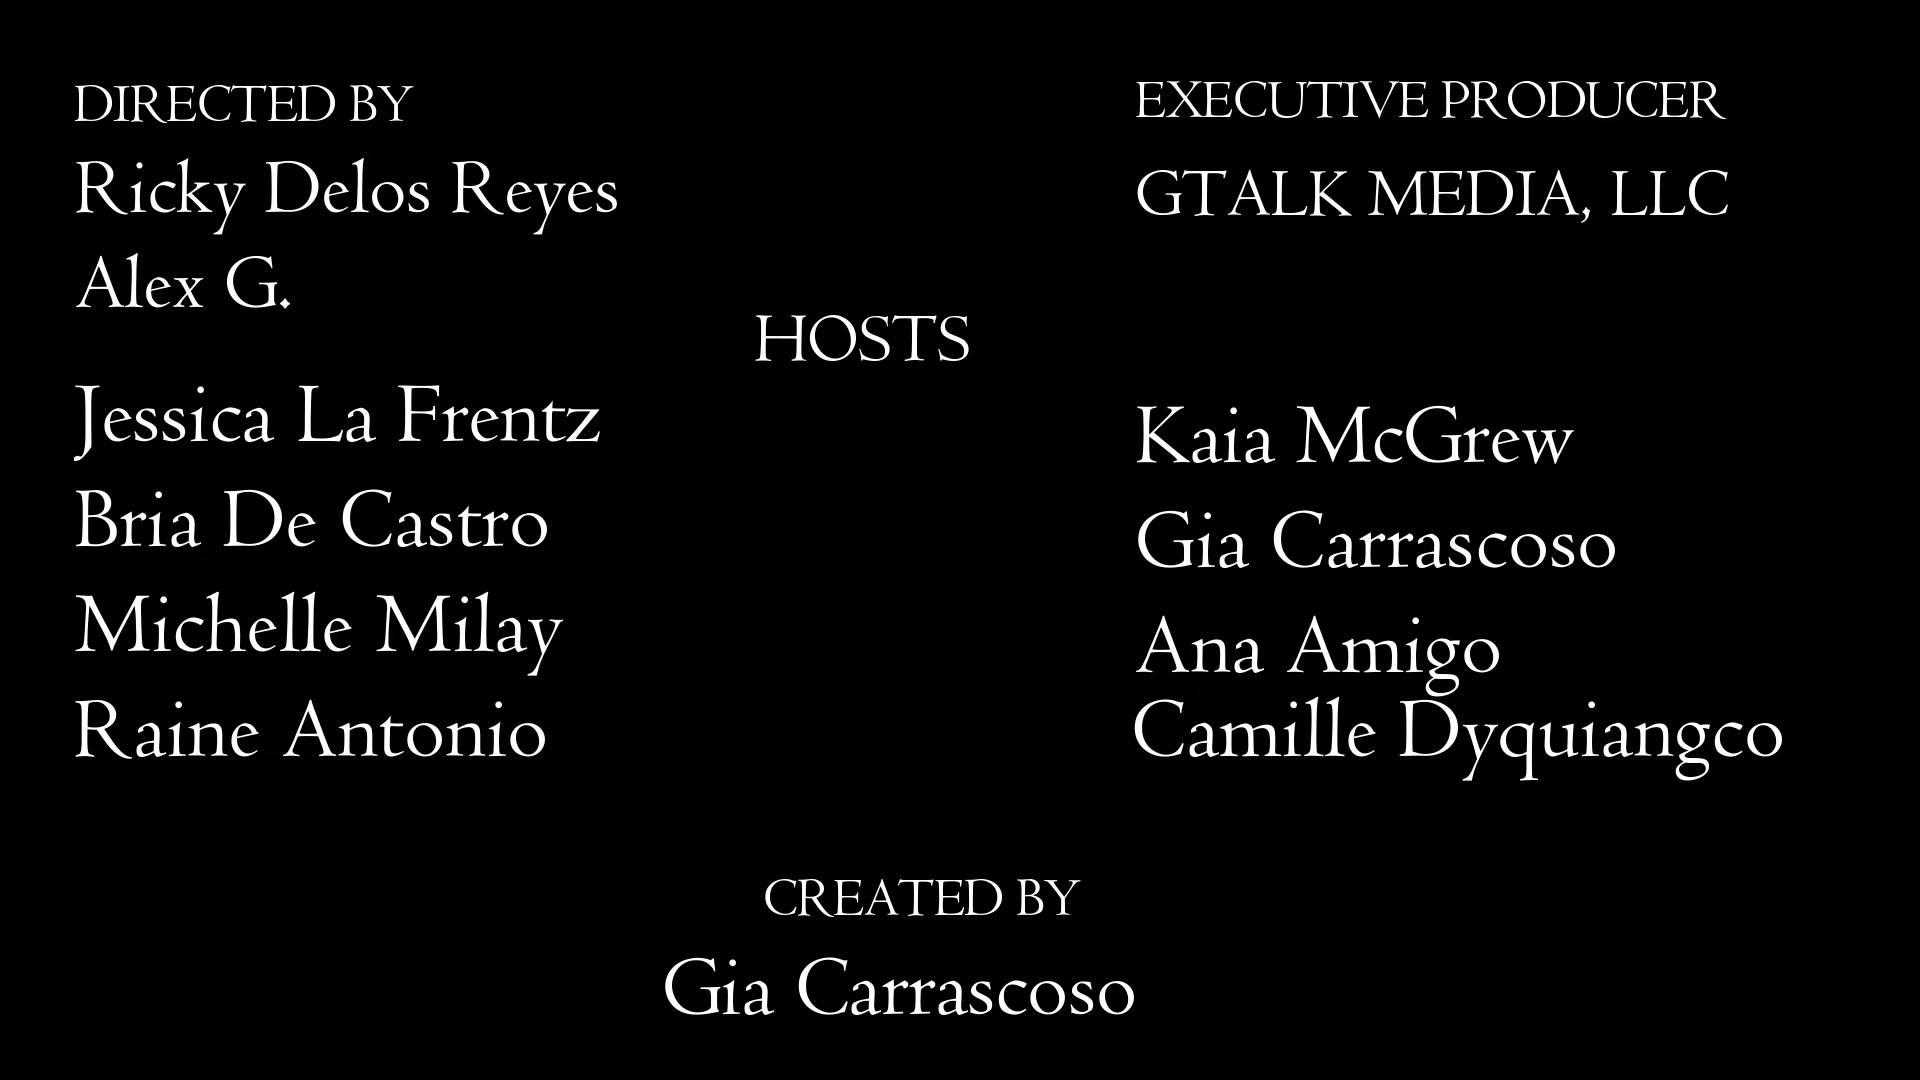 DIRECTED BY
Ricky Delos Reyes
Alex G.
EXECUTIVE PRODUCER
GTALK MEDIA, LLC
HOSTS
Jessica La Frentz
Bria De Castro
Michelle Milay
Raine Antonio
Kaia McGrew
Gia Carrascoso
Ana Amigo
Camille Dyquiangco
CREATED BY
Gia Carrascoso